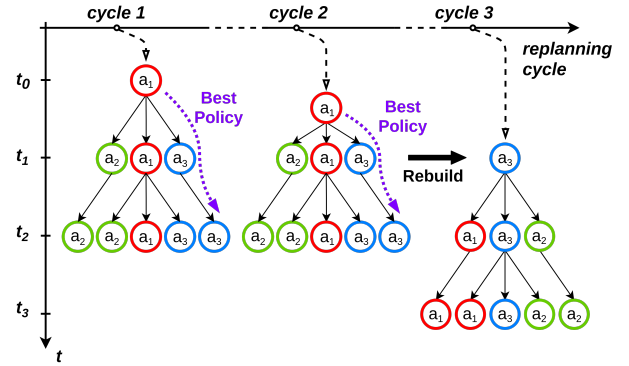 cycle 1 cycle 2 cycle 3
replanning
cycle
t0 a1 a1
Best
Policy
Best
Policy
t1 a2 a1 a3 a2 a1 a3 a3
Rebuild
t2 a2 a2 a1 a3 a3 a2 a2 a1 a3 a3 a1 a3 a2
t3 a1 a1 a3 a2 a2
t